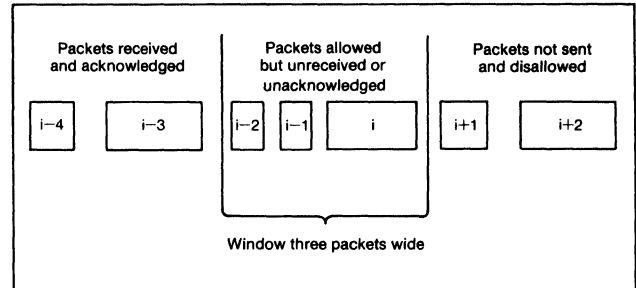 Packets received
and acknowledged
Packets allowed
but unreceived or
unacknowledged
Packets not sent
and disallowed
i−4
i−3
i−2
i−1
i
i+1
i+2
Window three packets wide